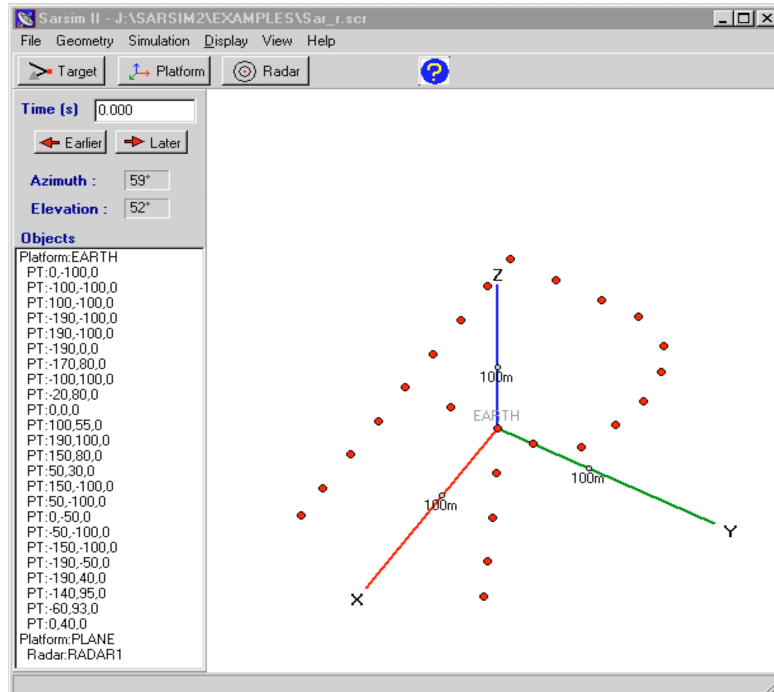 Sarsim II - J:\SARSIM2\EXAMPLES\Sar_r.scr
File Geometry Simulation Display View Help
Target Platform Radar ?
Time (s) 0.000
Earlier Later
Azimuth : 59°
Elevation : 52°
Objects
Platform:EARTH
PT:0,-100,0
PT:-100,-100,0
PT:100,-100,0
PT:-190,-100,0
PT:190,-100,0
PT:-190,0,0
PT:-170,80,0
PT:-100,100,0
PT:-20,80,0
PT:0,0,0
PT:100,55,0
PT:190,100,0
PT:150,80,0
PT:50,30,0
PT:150,-100,0
PT:50,-100,0
PT:0,-50,0
PT:-50,-100,0
PT:-150,-100,0
PT:-190,-50,0
PT:-190,40,0
PT:-140,95,0
PT:-60,93,0
PT:0,40,0
Platform:PLANE
Radar:RADAR1
Z
100m
EARTH
100m
100m
Y
X